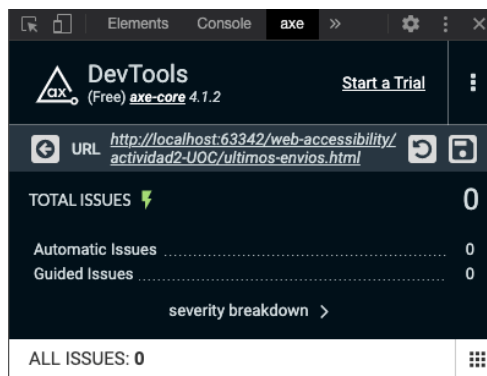 Elements Console axe »
ax
DevTools
(Free) axe-core 4.1.2
Start a Trial
URL http://localhost:63342/web-accessibility/
actividad2-UOC/ultimos-envios.html
TOTAL ISSUES 0
Automatic Issues 0
Guided Issues 0
severity breakdown >
ALL ISSUES: 0